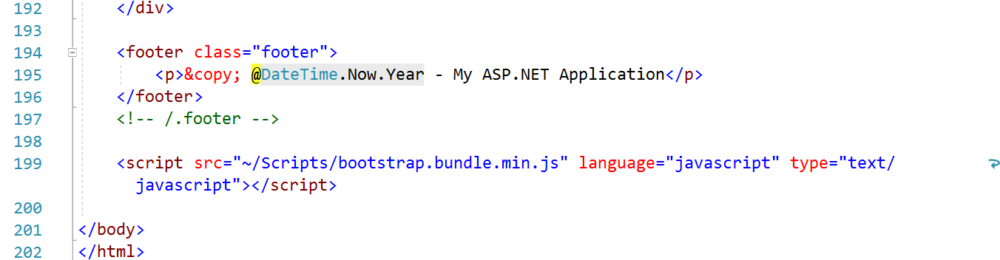 192 </div>
193
194 <footer class="footer">
195 <p>&copy; @DateTime.Now.Year - My ASP.NET Application</p>
196 </footer>
197 <!-- /.footer -->
198
199 <script src="~/Scripts/bootstrap.bundle.min.js" language="javascript" type="text/
javascript"></script>
200
201 </body>
202 </html>